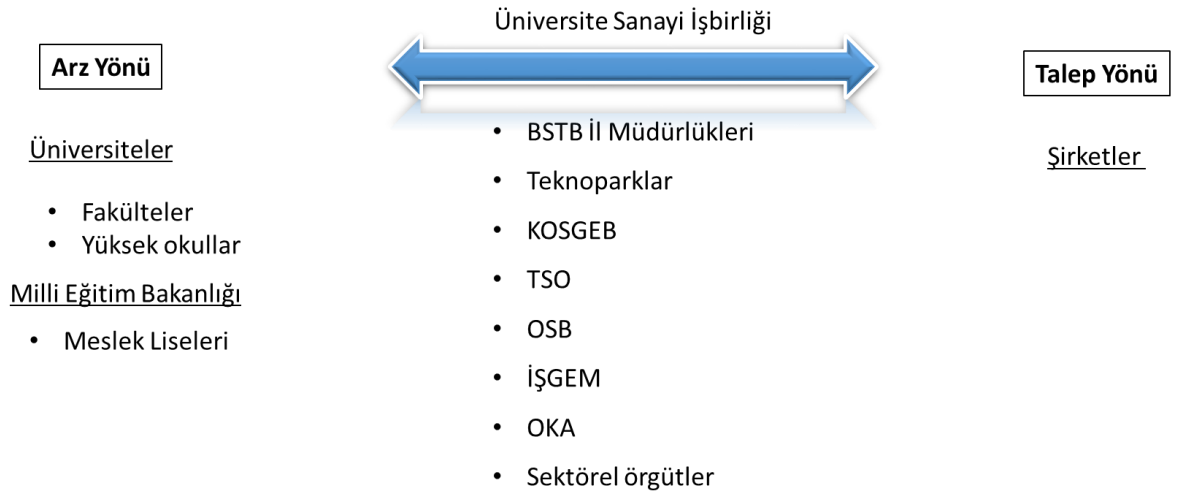 Üniversite Sanayi İşbirliği
Arz Yönü
Talep Yönü
Üniversiteler
• Fakülteler
• Yüksek okullar
Milli Eğitim Bakanlığı
• Meslek Liseleri
• BSTB İl Müdürlükleri
• Teknoparklar
• KOSGEB
• TSO
• OSB
• İŞGEM
• OKA
• Sektörel örgütler
Şirketler